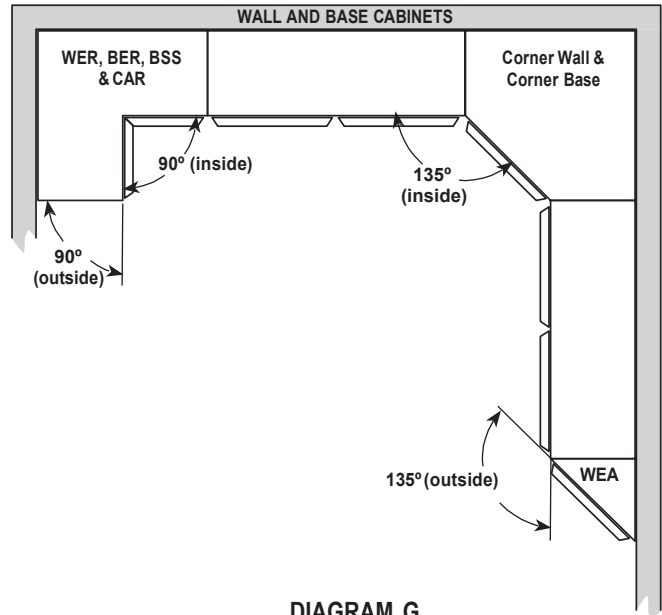 WALL AND BASE CABINETS
WER, BER, BSS
& CAR
Corner Wall &
Corner Base
90º (inside)
135º
(inside)
90º
(outside)
135º (outside)
WEA
DIAGRAM G